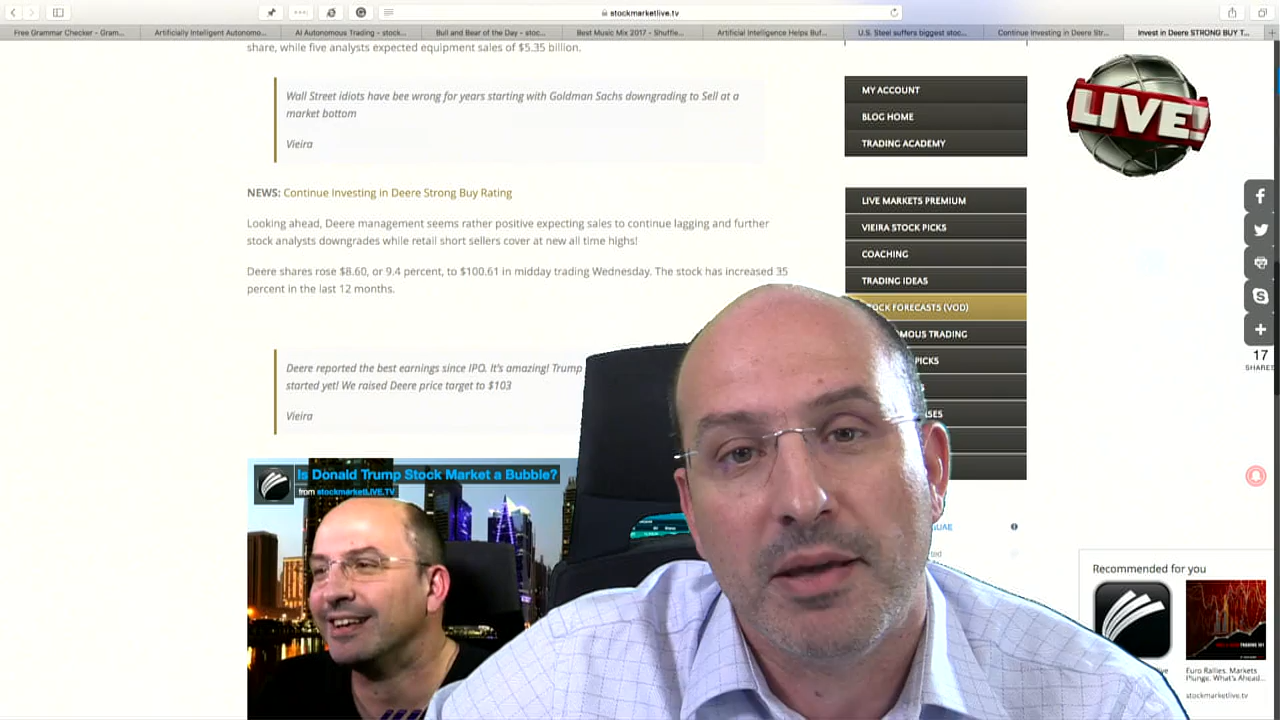 stockmarketlive.tv
Free Grammar Checker - Gram...
Artificially Intelligent Autonomo...
AI Autonomous Trading - stock...
Bull and Bear of the Day - stoc...
Best Music Mix 2017 - Shuffle...
Artificial Intelligence Helps Buf...
U.S. Steel suffers biggest stoc...
Continue Investing in Deere Str...
Invest in Deere STRONG BUY T...
share, while five analysts expected equipment sales of $5.35 billion.
Wall Street idiots have bee wrong for years starting with Goldman Sachs downgrading to Sell at a
market bottom
Vieira
NEWS: Continue Investing in Deere Strong Buy Rating
Looking ahead, Deere management seems rather positive expecting sales to continue lagging and further
stock analysts downgrades while retail short sellers cover at new all time highs!
Deere shares rose $8.60, or 9.4 percent, to $100.61 in midday trading Wednesday. The stock has increased 35
percent in the last 12 months.
Deere reported the best earnings since IPO. It's amazing! Trump
started yet! We raised Deere price target to $103
Vieira
Is Donald Trump Stock Market a Bubble?
from stockmarketLIVE.TV
MY ACCOUNT
BLOG HOME
TRADING ACADEMY
LIVE MARKETS PREMIUM
VIEIRA STOCK PICKS
COACHING
TRADING IDEAS
STOCK FORECASTS (VOD)
MOUS TRADING
PICKS
SES
UAE
LIVE!
17
SHARES
Recommended for you
Euro Rallies. Markets
Plunge. What's Ahead...
stockmarketlive.tv